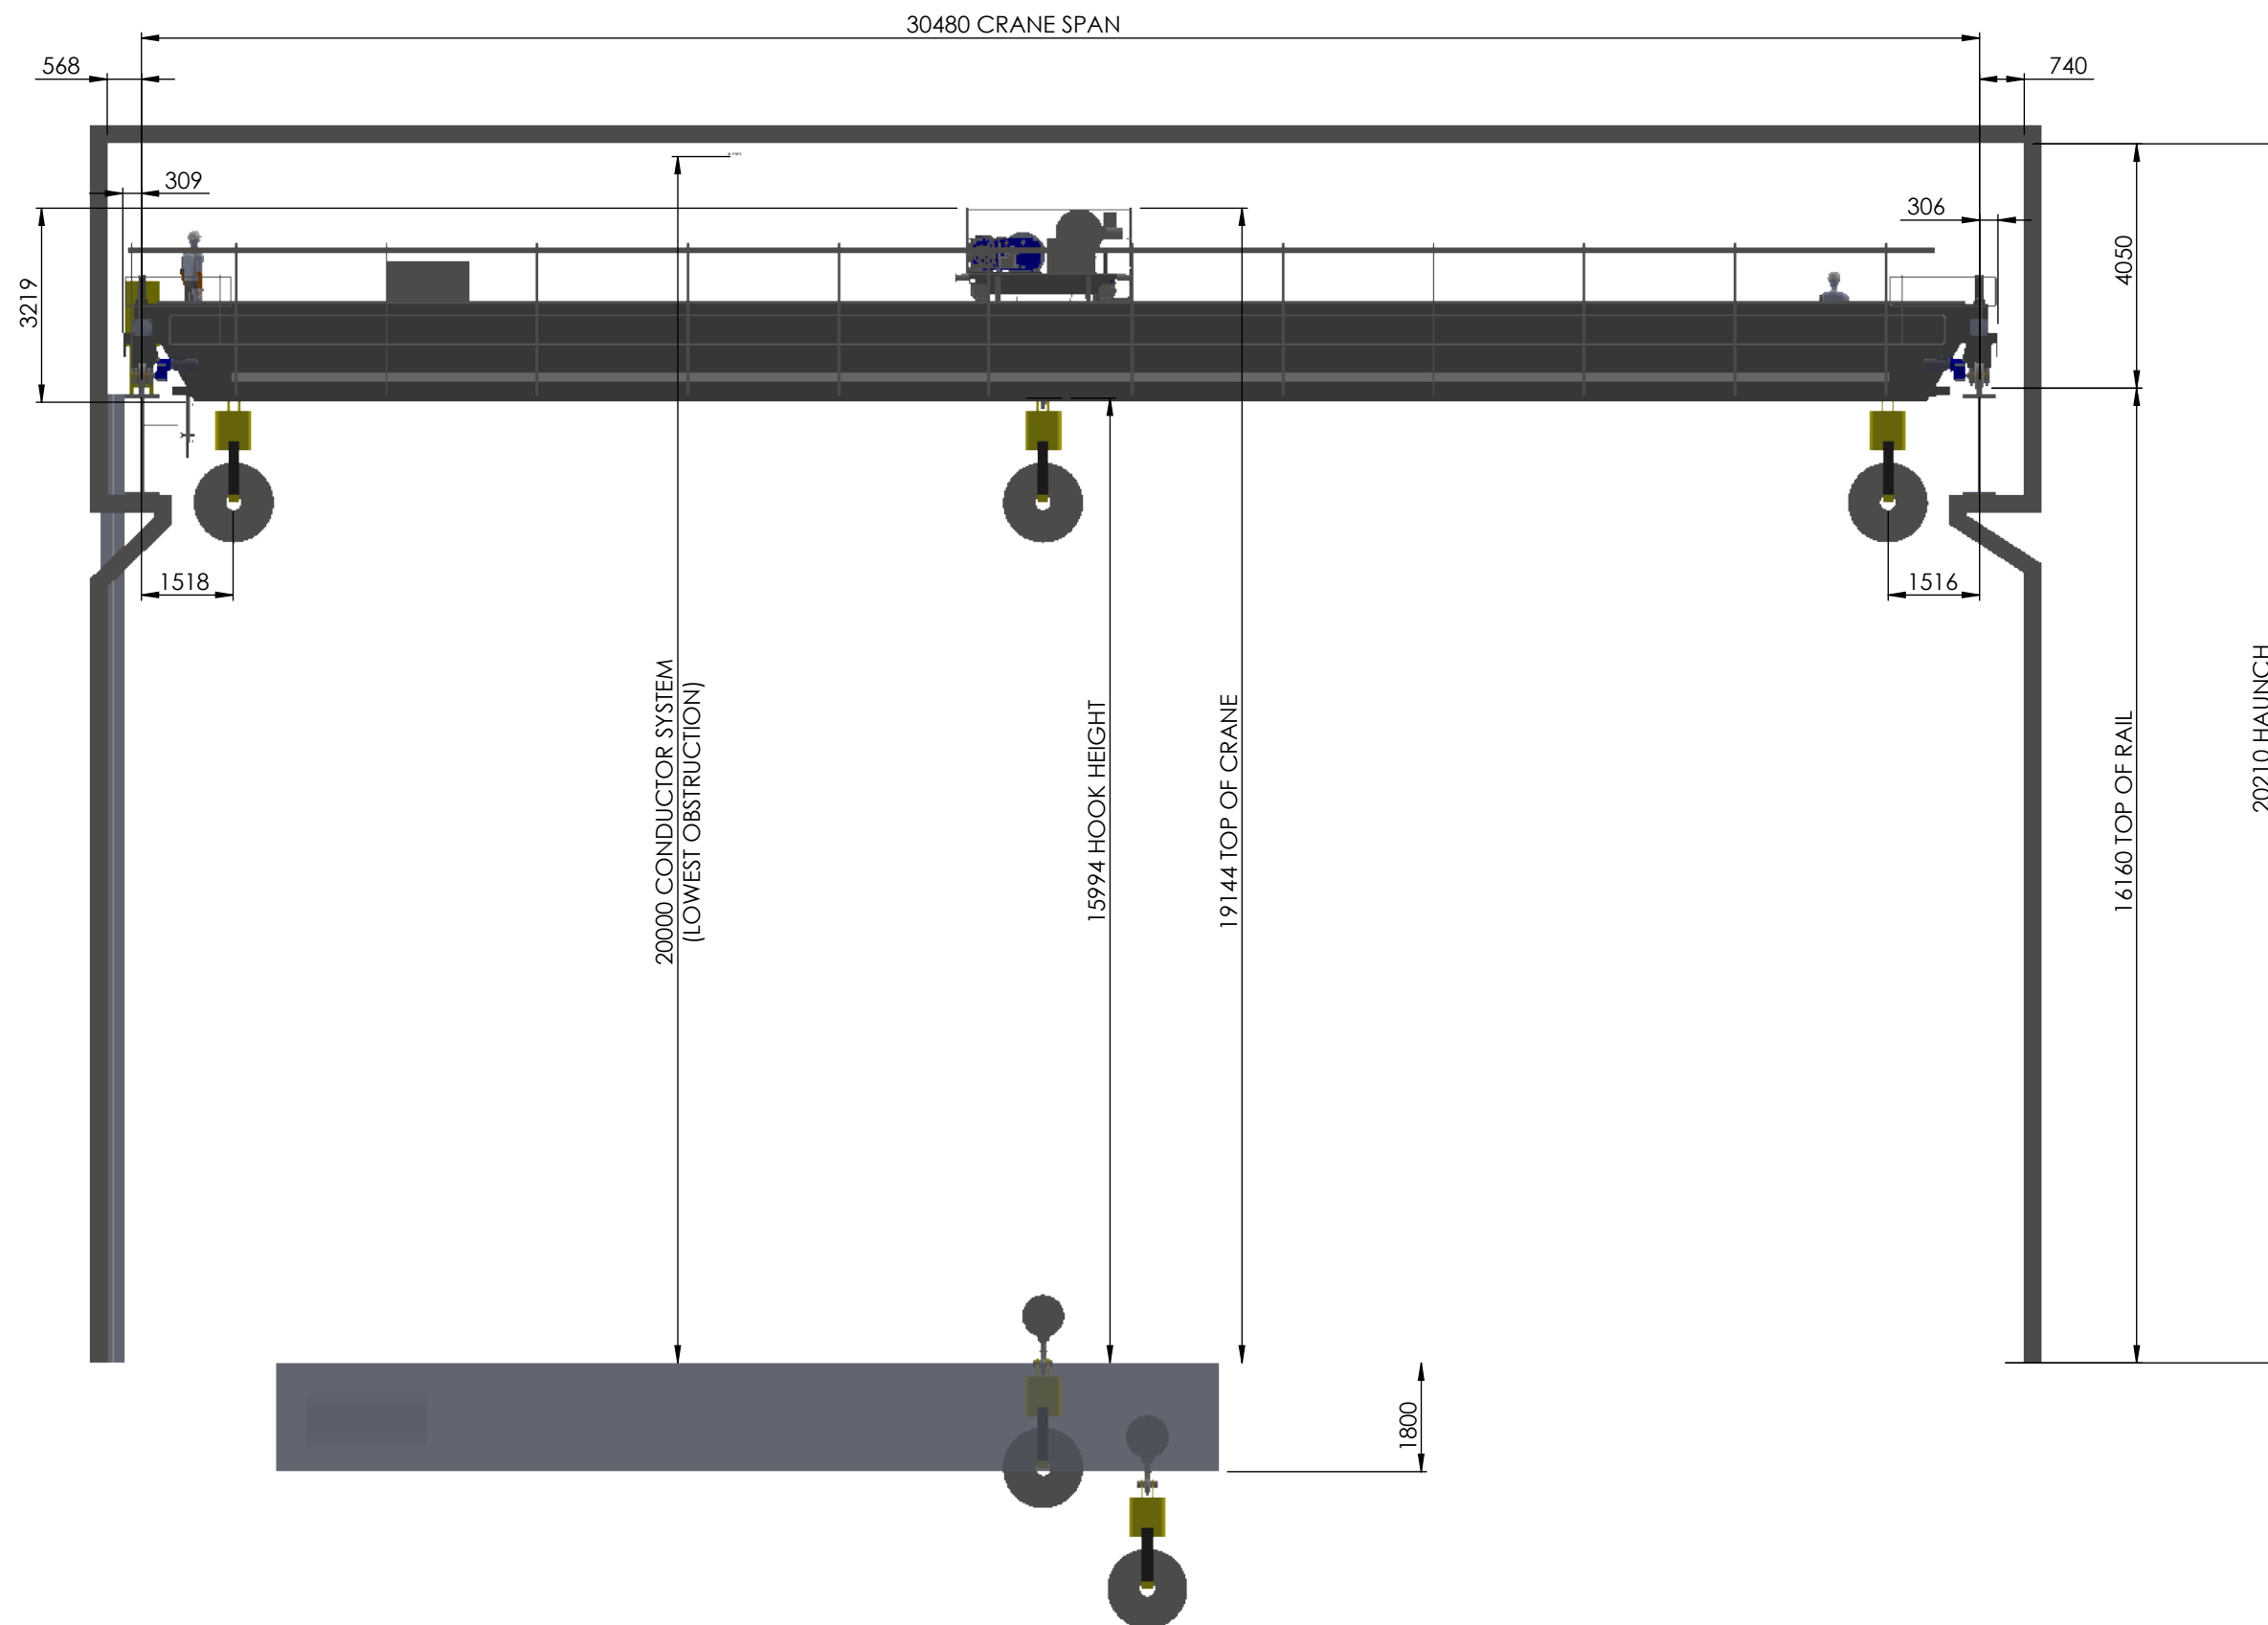 30480 CRANE SPAN
568
740
309
306
3219
4050
1518
1516
20000 CONDUCTOR SYSTEM
(LOWEST OBSTRUCTION)
15994 HOOK HEIGHT
19144 TOP OF CRANE
16160 TOP OF RAIL
20210 HAUNCH
1800